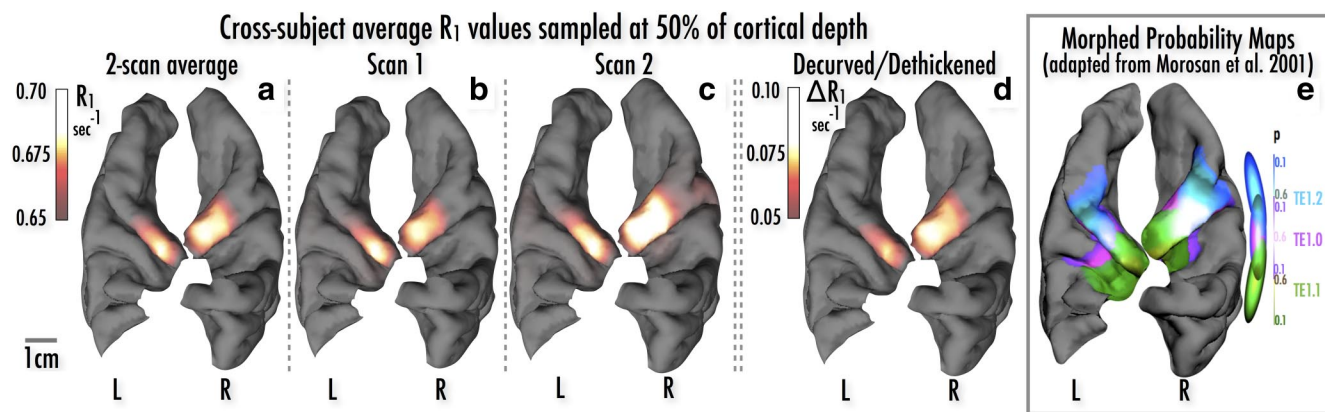 Cross-subject average R1 values sampled at 50% of cortical depth
2-scan average
Scan 1
Scan 2
Decurved/Dethickened
Morphed Probability Maps
(adapted from Morosan et al. 2001)
a
b
c
d
e
0.70
R1
sec-1
0.675
0.65
0.10
ΔR1
sec-1
0.075
0.05
p
0.1
0.6
TE1.2
0.1
0.6
TE1.0
0.1
0.6
TE1.1
0.1
1cm
L R
L R
L R
L R
L R